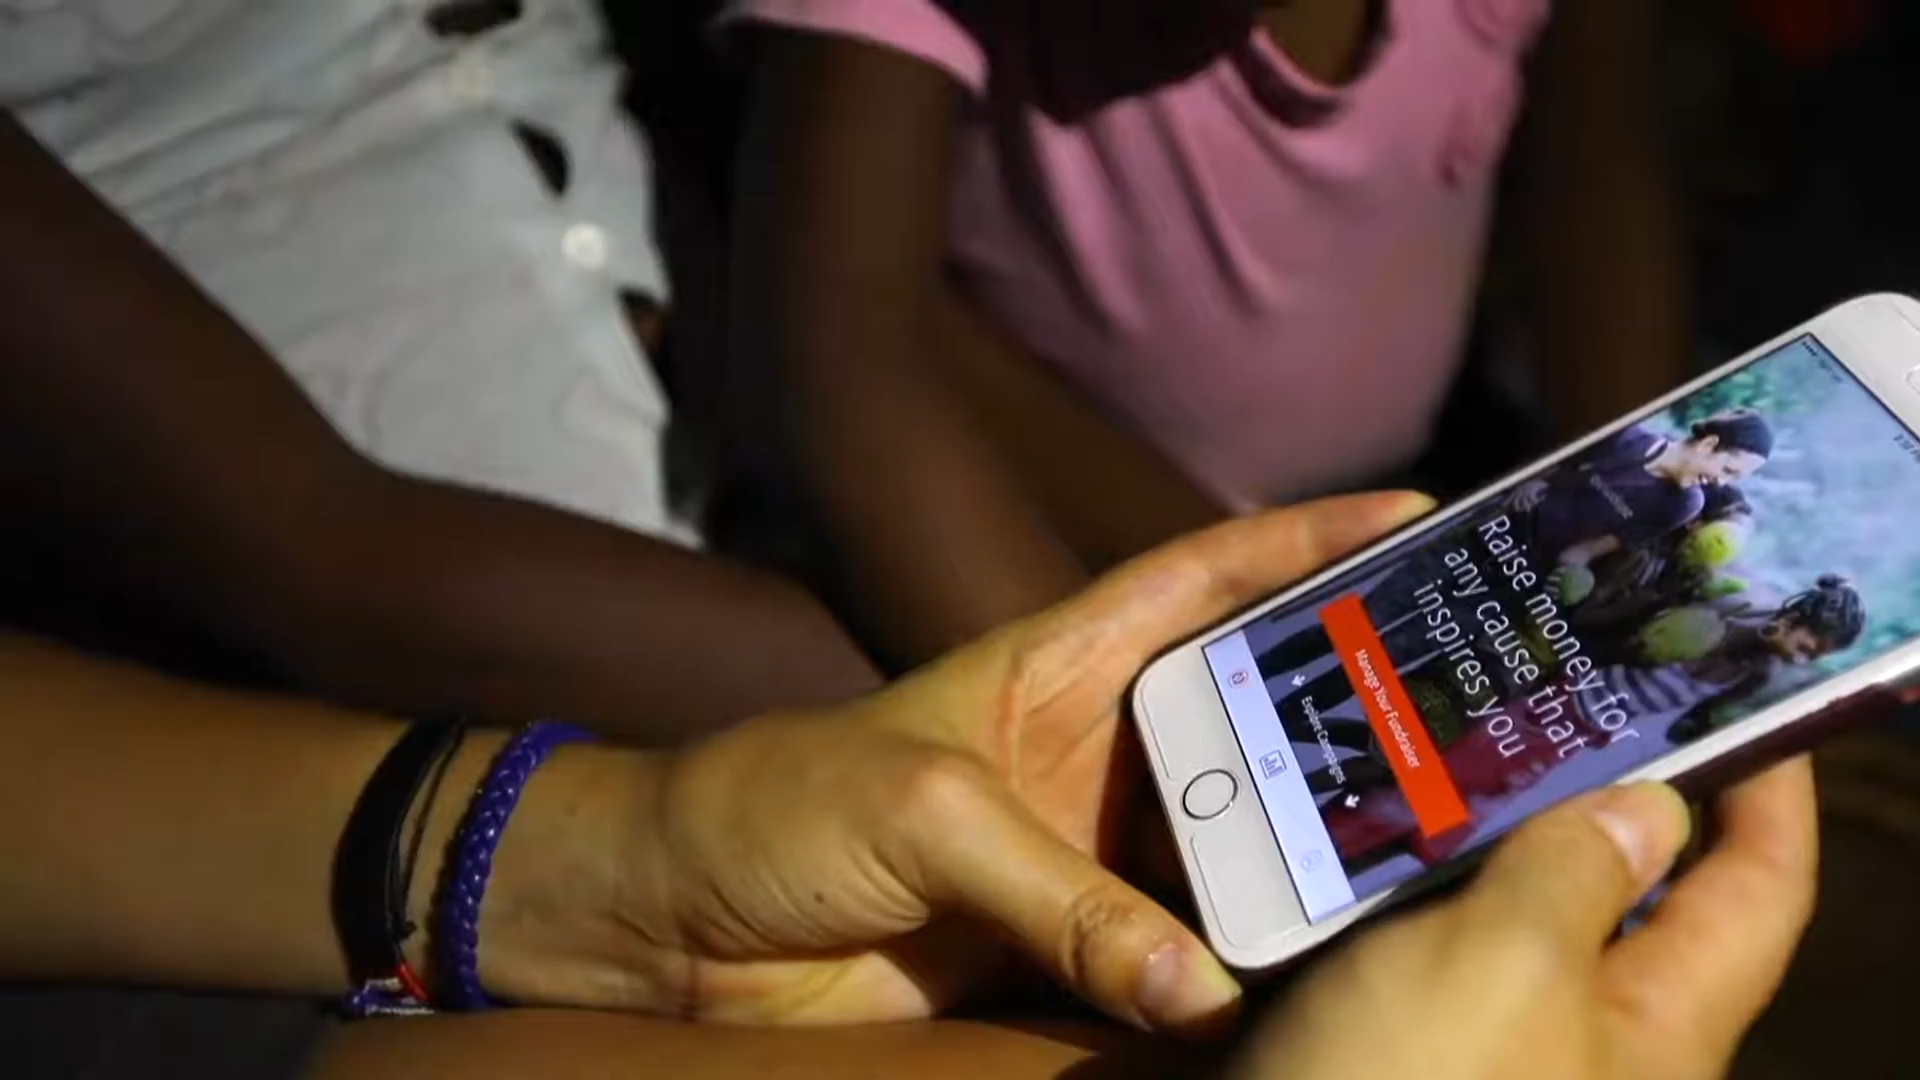 Raise money for
any cause that
inspires you
Manage Your Fundraiser
Explore Campaigns